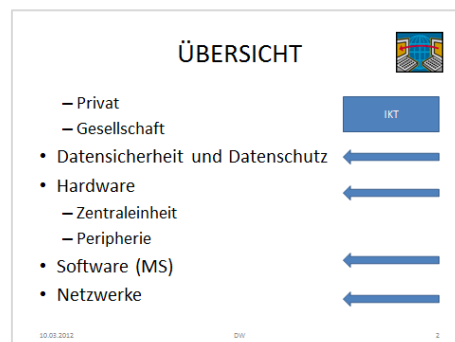 ÜBERSICHT
– Privat
– Gesellschaft
IKT
• Datensicherheit und Datenschutz
• Hardware
– Zentraleinheit
– Peripherie
• Software (MS)
• Netzwerke
10.03.2012
DW
2